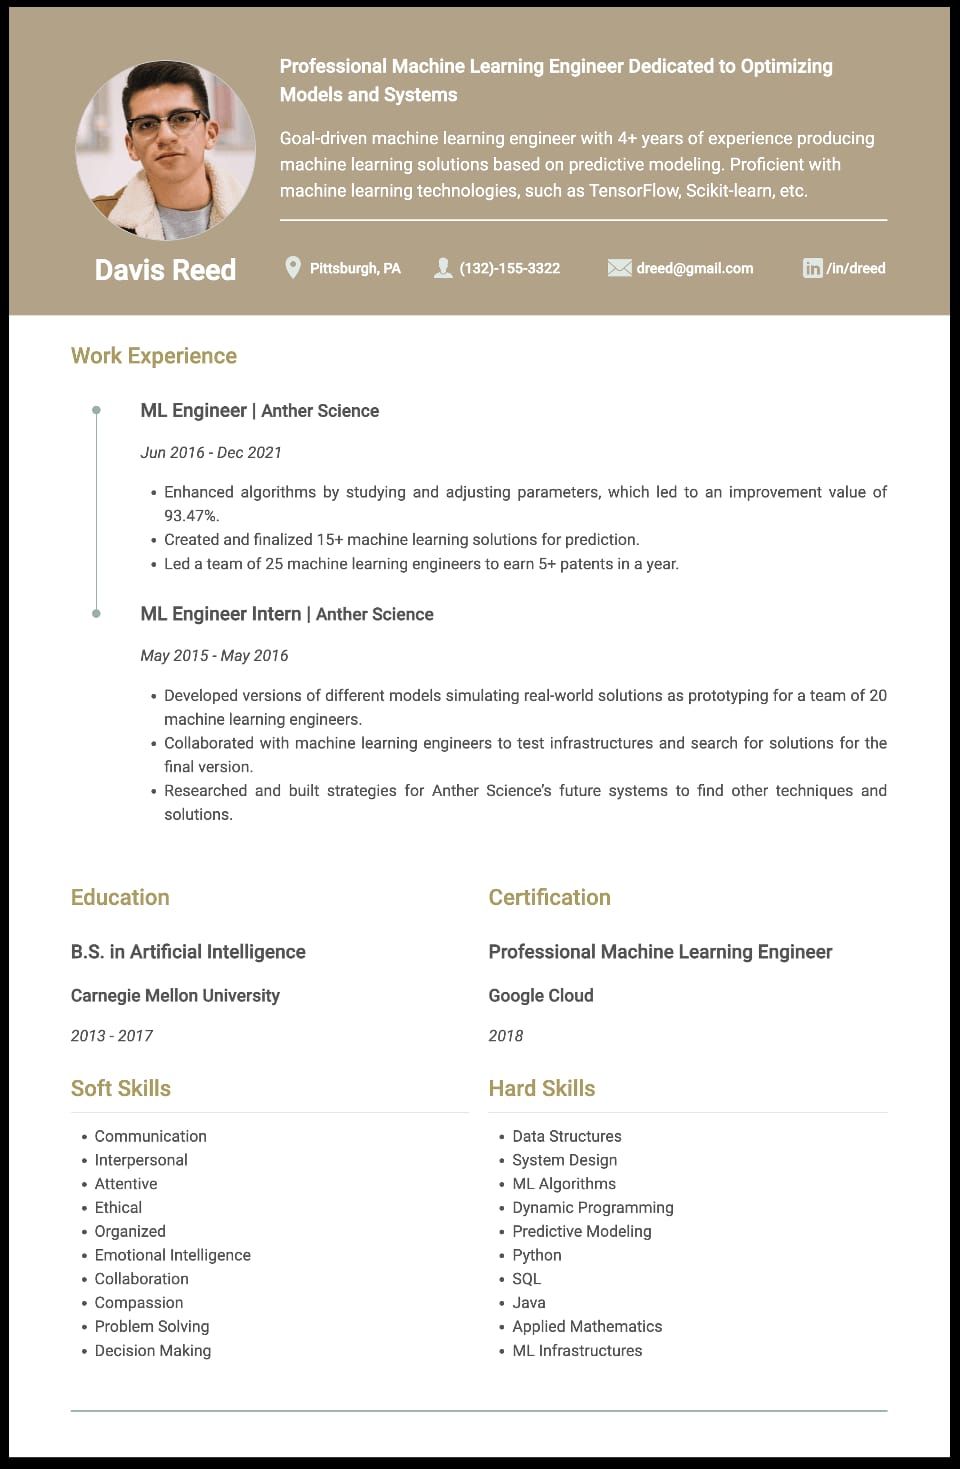 Professional Machine Learning Engineer Dedicated to Optimizing
Models and Systems
Goal-driven machine learning engineer with 4+ years of experience producing
machine learning solutions based on predictive modeling. Proficient with
machine learning technologies, such as TensorFlow, Scikit-learn, etc.
Davis Reed
Pittsburgh, PA
(132)-155-3322
dreed@gmail.com
in /in/dreed
Work Experience
ML Engineer | Anther Science
Jun 2016 - Dec 2021
• Enhanced algorithms by studying and adjusting parameters, which led to an improvement value of
93.47%.
• Created and finalized 15+ machine learning solutions for prediction.
• Led a team of 25 machine learning engineers to earn 5+ patents in a year.
ML Engineer Intern | Anther Science
May 2015 - May 2016
• Developed versions of different models simulating real-world solutions as prototyping for a team of 20
machine learning engineers.
• Collaborated with machine learning engineers to test infrastructures and search for solutions for the
final version.
• Researched and built strategies for Anther Science's future systems to find other techniques and
solutions.
Education
B.S. in Artificial Intelligence
Carnegie Mellon University
2013 - 2017
Certification
Professional Machine Learning Engineer
Google Cloud
2018
Soft Skills
• Communication
• Interpersonal
• Attentive
• Ethical
• Organized
• Emotional Intelligence
• Collaboration
• Compassion
• Problem Solving
• Decision Making
Hard Skills
• Data Structures
• System Design
• ML Algorithms
• Dynamic Programming
• Predictive Modeling
• Python
• SQL
• Java
• Applied Mathematics
• ML Infrastructures